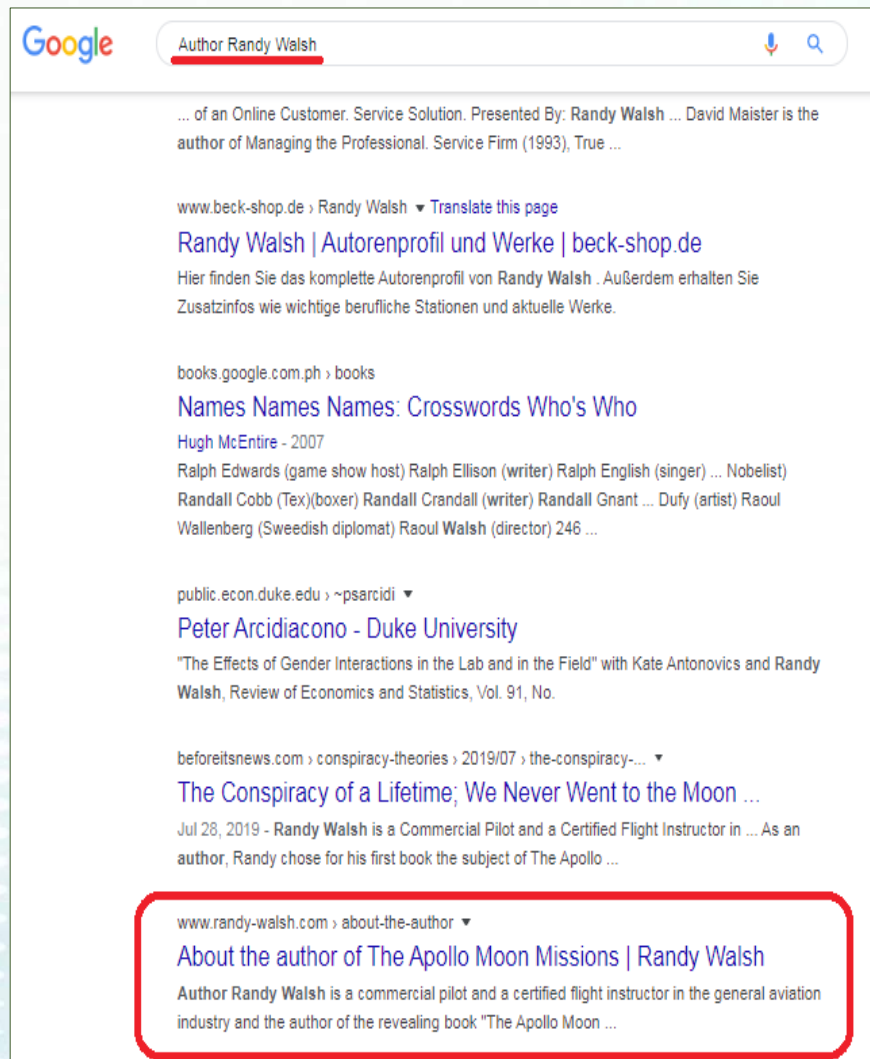 Google
Author Randy Walsh
... of an Online Customer. Service Solution. Presented By: Randy Walsh ... David Maister is the
author of Managing the Professional. Service Firm (1993), True ...
www.beck-shop.de › Randy Walsh ▼ Translate this page
Randy Walsh | Autorenprofil und Werke | beck-shop.de
Hier finden Sie das komplette Autorenprofil von Randy Walsh . Außerdem erhalten Sie
Zusatzinfos wie wichtige berufliche Stationen und aktuelle Werke.
books.google.com.ph › books
Names Names Names: Crosswords Who's Who
Hugh McEntire - 2007
Ralph Edwards (game show host) Ralph Ellison (writer) Ralph English (singer) ... Nobelist)
Randall Cobb (Tex)(boxer) Randall Crandall (writer) Randall Gnant ... Dufy (artist) Raoul
Wallenberg (Sweedish diplomat) Raoul Walsh (director) 246 ...
public.econ.duke.edu › ~psarcidi ▼
Peter Arcidiacono - Duke University
"The Effects of Gender Interactions in the Lab and in the Field" with Kate Antonovics and Randy
Walsh, Review of Economics and Statistics, Vol. 91, No.
beforeitsnews.com › conspiracy-theories › 2019/07 › the-conspiracy-... ▼
The Conspiracy of a Lifetime; We Never Went to the Moon ...
Jul 28, 2019 - Randy Walsh is a Commercial Pilot and a Certified Flight Instructor in ... As an
author, Randy chose for his first book the subject of The Apollo ...
www.randy-walsh.com › about-the-author ▼
About the author of The Apollo Moon Missions | Randy Walsh
Author Randy Walsh is a commercial pilot and a certified flight instructor in the general aviation
industry and the author of the revealing book "The Apollo Moon ...